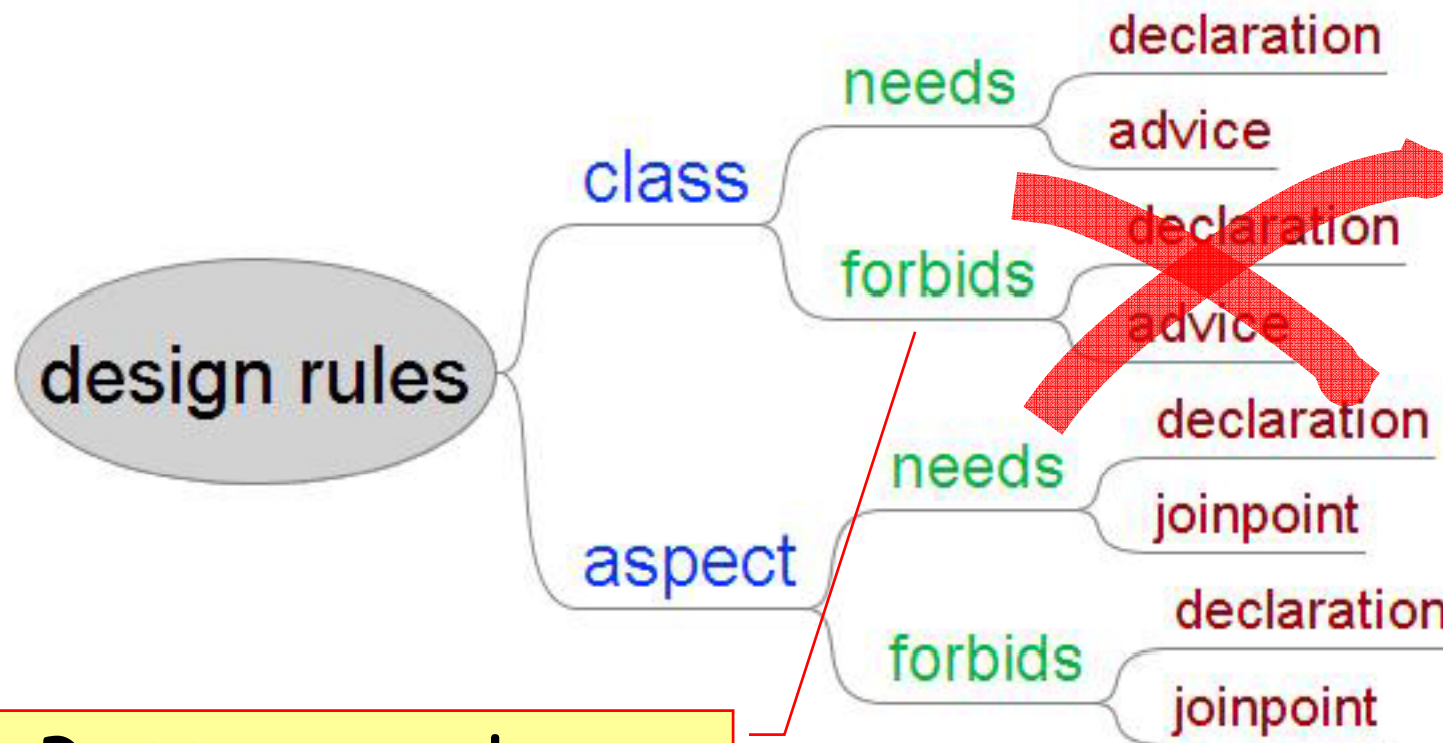 design rules
class
needs
declaration
advice
forbids
declaration
advice
aspect
needs
declaration
joinpoint
forbids
declaration
joinpoint